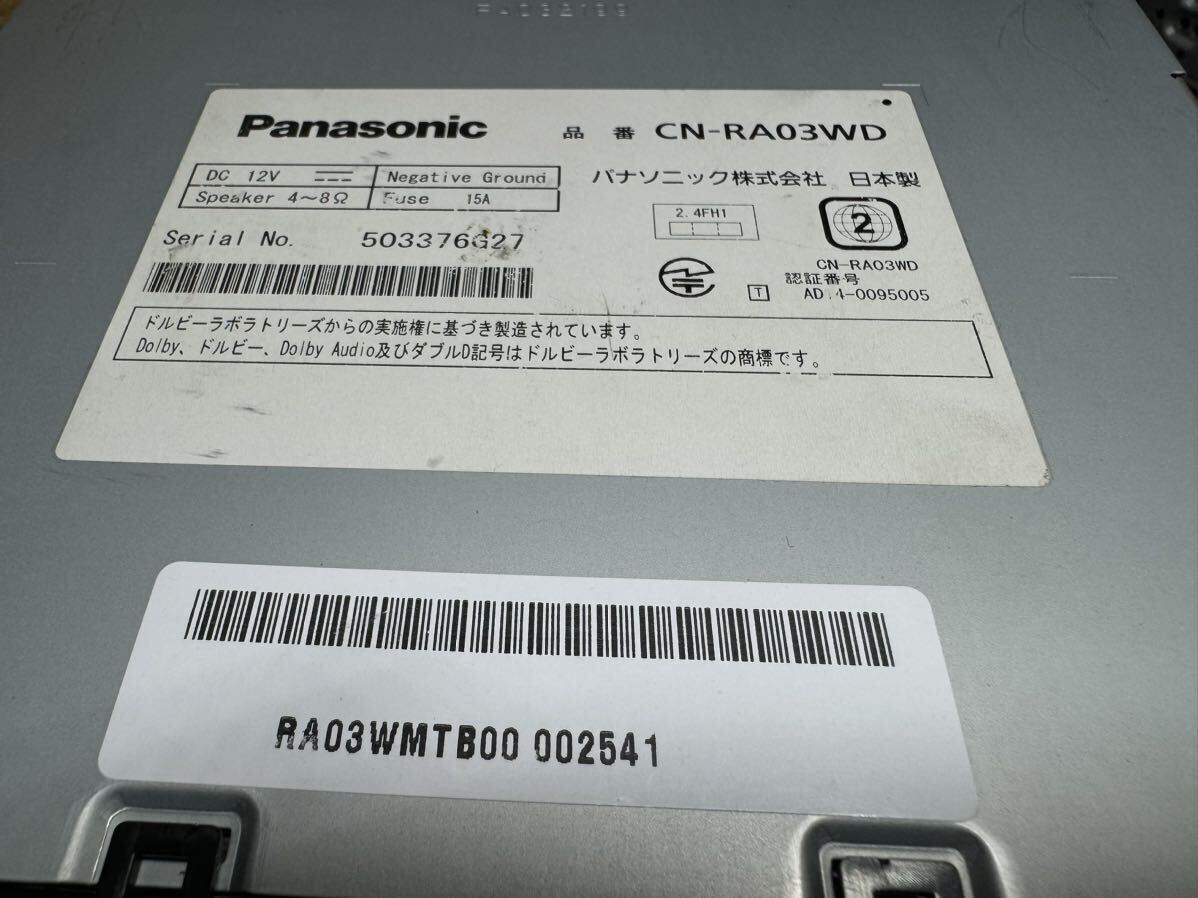 Panasonic 品番 CN-RA03WD
DC 12V Negative Ground
Speaker 4~8Ω Fuse 15A
パナソニック株式会社 日本製
2.4FH1
2
Serial No. 503376G27
CN-RA03WD
T
認証番号
AD.4-0095005
ドルビーラボラトリーズからの実施権に基づき製造されています。
Dolby、ドルビー、Dolby Audio及びダブルD記号はドルビーラボラトリーズの商標です。
RA03WMTB00 002541